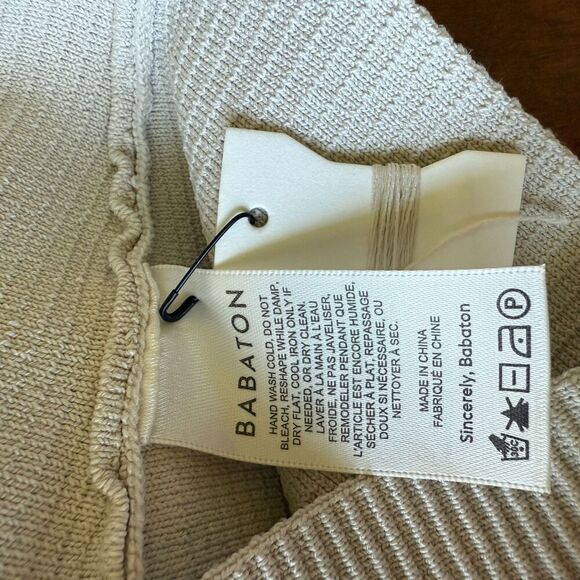 BABATON
HAND WASH COLD, DO NOT
BLEACH, RESHAPE WHILE DAMP,
DRY FLAT, COOL IRON ONLY IF
NEEDED, OR DRY CLEAN.
LAVER À LA MAIN À L'EAU
FROIDE, NE PAS JAVELISER,
REMODELER PENDANT QUE
L'ARTICLE EST ENCORE HUMIDE,
SÉCHER À PLAT, REPASSAGE
DOUX SI NÉCESSAIRE, OU
NETTOYER À SEC.
MADE IN CHINA
FABRIQUÉ EN CHINE
Sincerely, Babaton
30C P